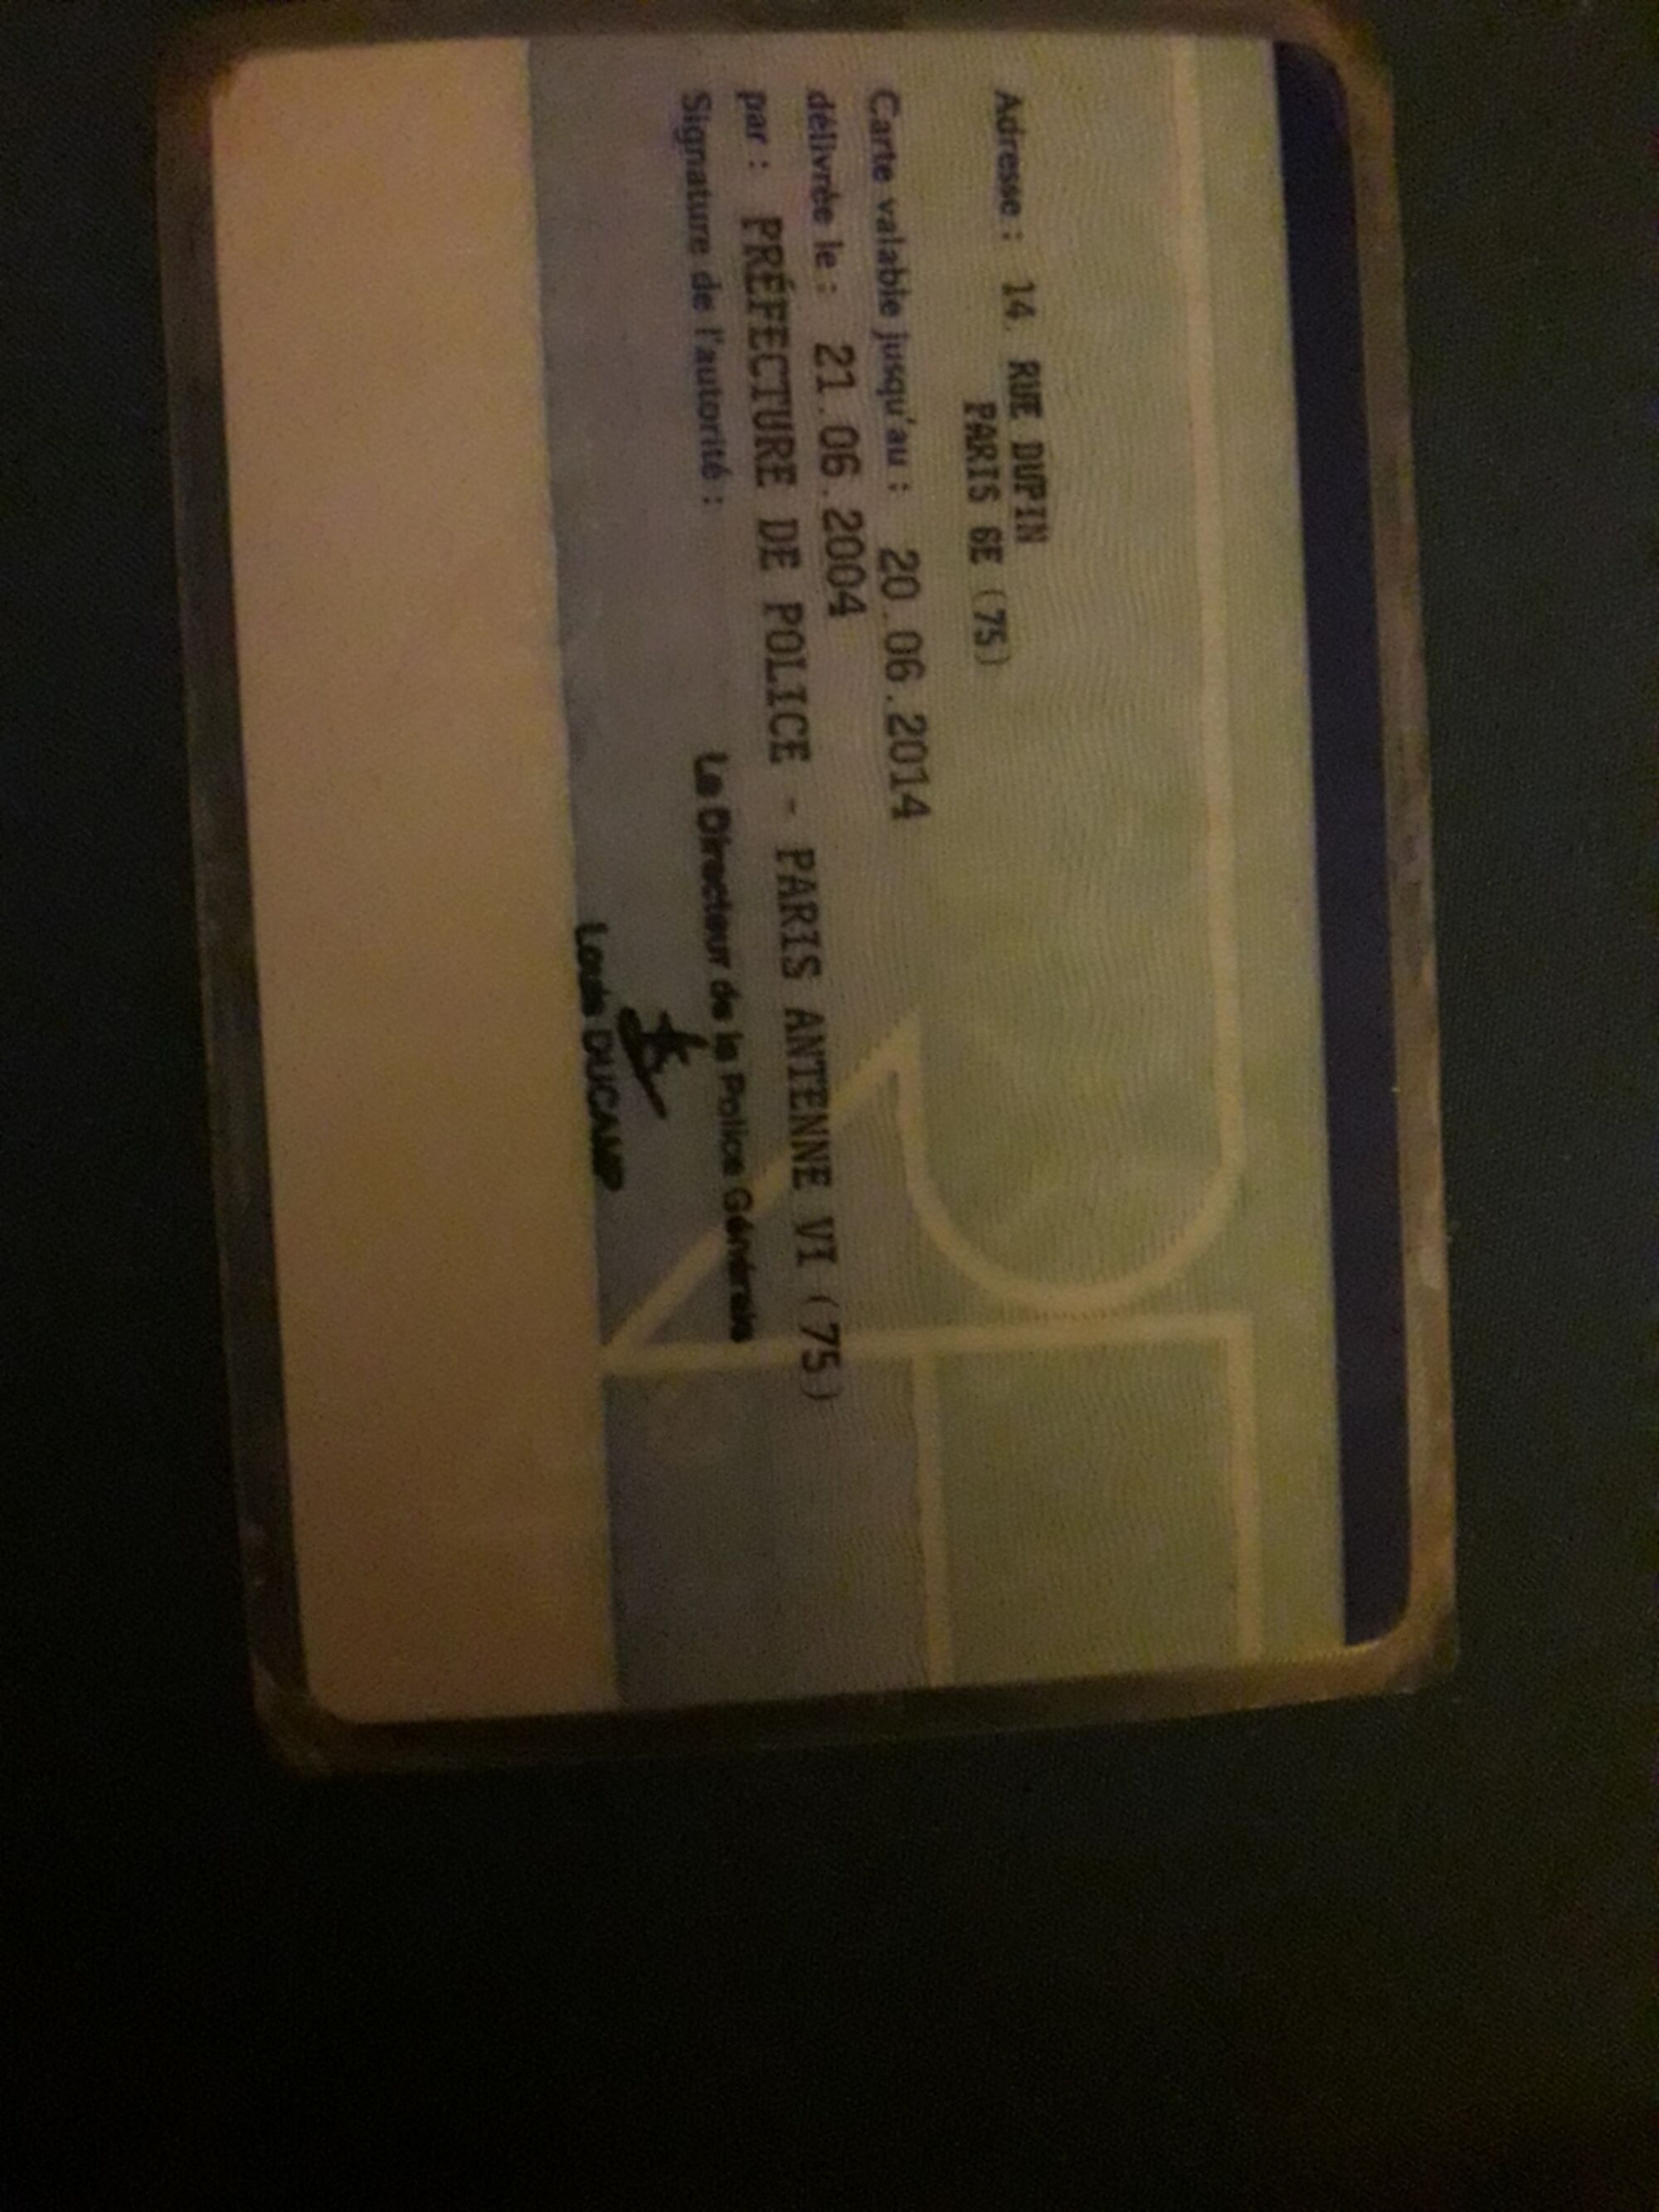 Adresse : 14, RUE DUPIN
PARIS 6E (75)
Carte valable jusqu'au : 20.06.2014
délivrée le : 21.06.2004
par : PRÉFECTURE DE POLICE - PARIS ANTENNE VI (75)
Signature de l'autorité :
Le Directeur de la Police Générale
Louis DUCAMP